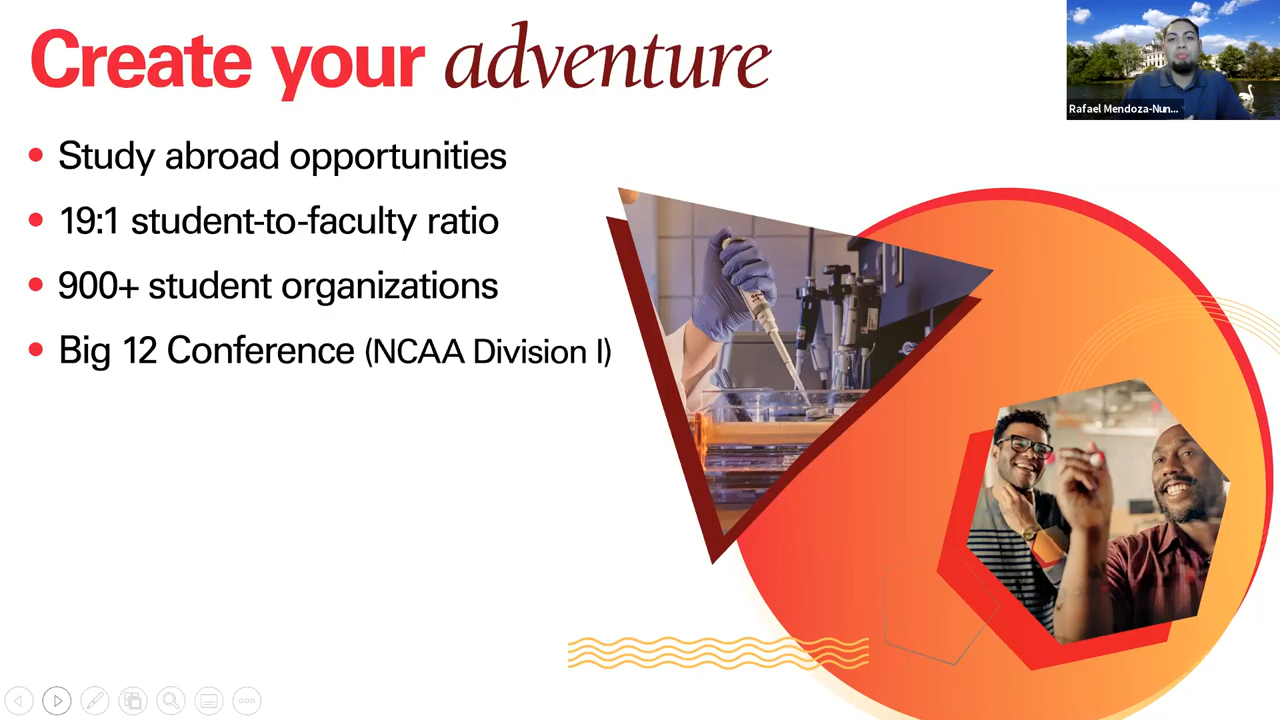 Create your adventure
Rafael Mendoza-Nun...
• Study abroad opportunities
• 19:1 student-to-faculty ratio
• 900+ student organizations
• Big 12 Conference (NCAA Division I)